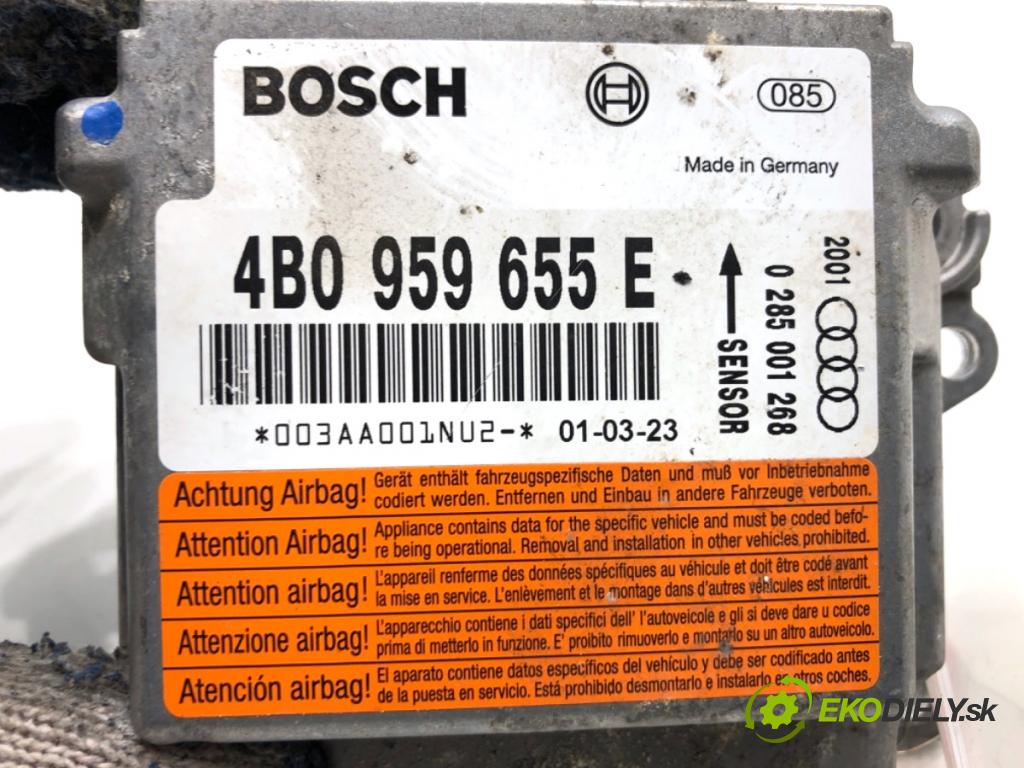 BOSCH
085
Made in Germany
4B0 959 655 E
SENSOR
0 285 001 268
2001
*003AA001NU2-* 01-03-23
Achtung Airbag! Gerät enthält fahrzeugspezifische Daten und muß vor Inbetriebnahme
codiert werden. Entfernen und Einbau in andere Fahrzeuge verboten.
Attention Airbag! Appliance contains data for the specific vehicle and must be coded befo-
re being operational. Removal and installation in other vehicles prohibited.
Attention airbag! L'appareil renferme des données spécifiques au véhicule et doit être codé avant
la mise en service. L'enlèvement et le montage dans d'autres véhicules est interdit.
Attenzione airbag! L'apparecchio contiene i dati specifici dell' l'autoveicole e gli si deve dare u codice
prima di metterlo in funzione. E' proibito rimuoverlo e montarlo su un altro autoveicolo.
Atención airbag! El aparato contiene datos específicos del vehículo y debe ser codificado antes
de la puesta en servicio. Está prohibido desmontarlo e instalarlo en otros coches.
EKODIELY.sk